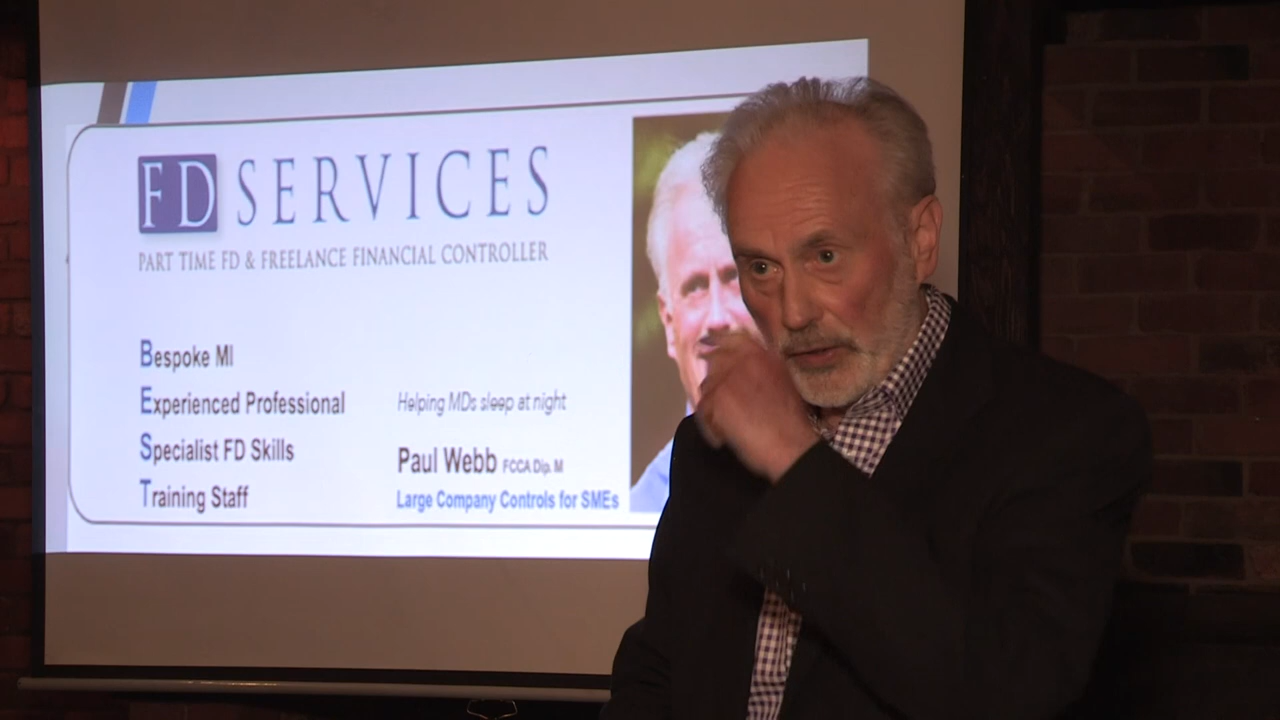 FD SERVICES
PART TIME FD & FREELANCE FINANCIAL CONTROLLER
Bespoke MI
Experienced Professional
Helping MDs sleep at night
Specialist FD Skills
Paul Webb FCCA Dip. M
Training Staff
Large Company Controls for SMEs